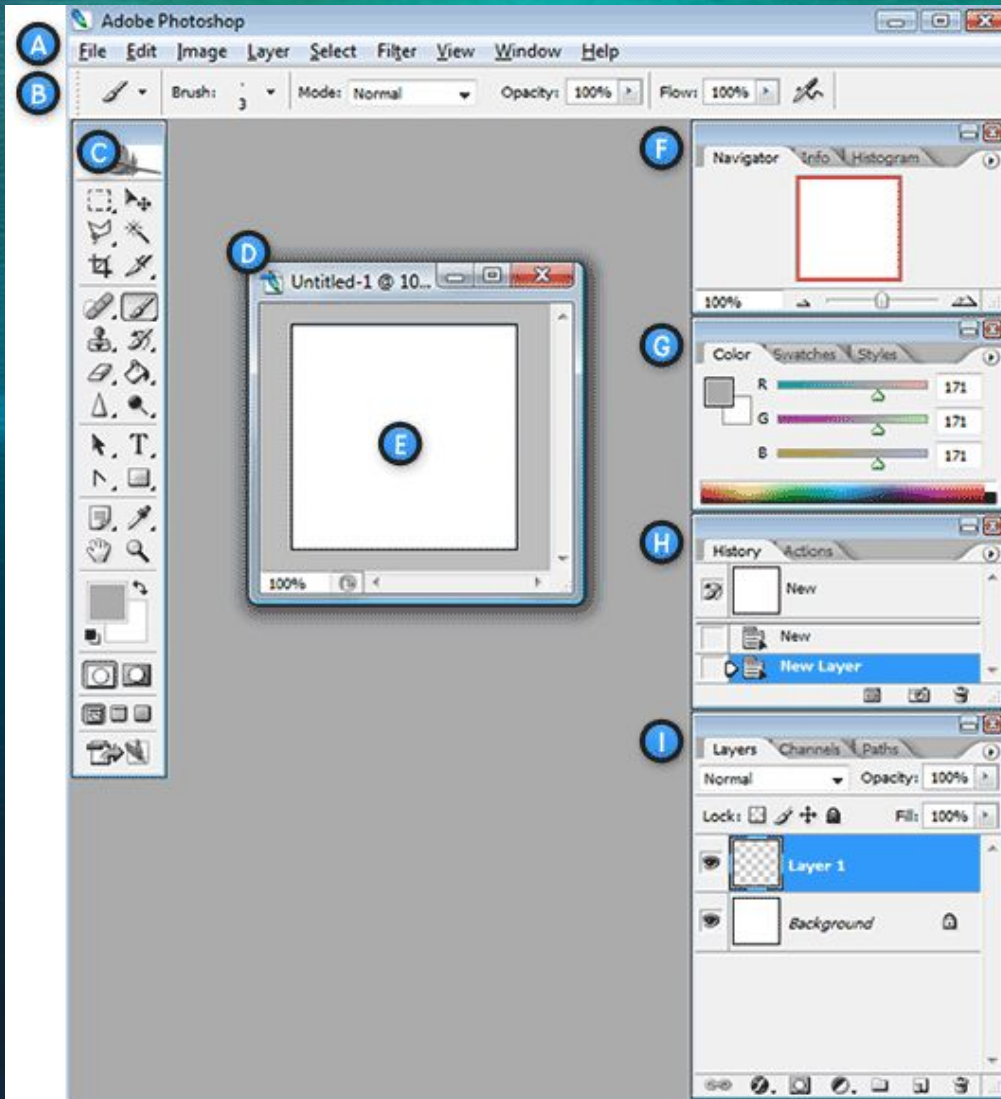 Adobe Photoshop
A
File Edit Image Layer Select Filter View Window Help
B
Brush: 3 Mode: Normal Opacity: 100% Flow: 100%
C
F
Navigator Info Histogram
100%
D
Untitled-1 @ 10...
E
100%
G
Color Swatches Styles
R 171
G 171
B 171
H
History Actions
New
New
New Layer
I
Layers Channels Paths
Normal Opacity: 100%
Lock: Fill: 100%
Layer 1
Background
T